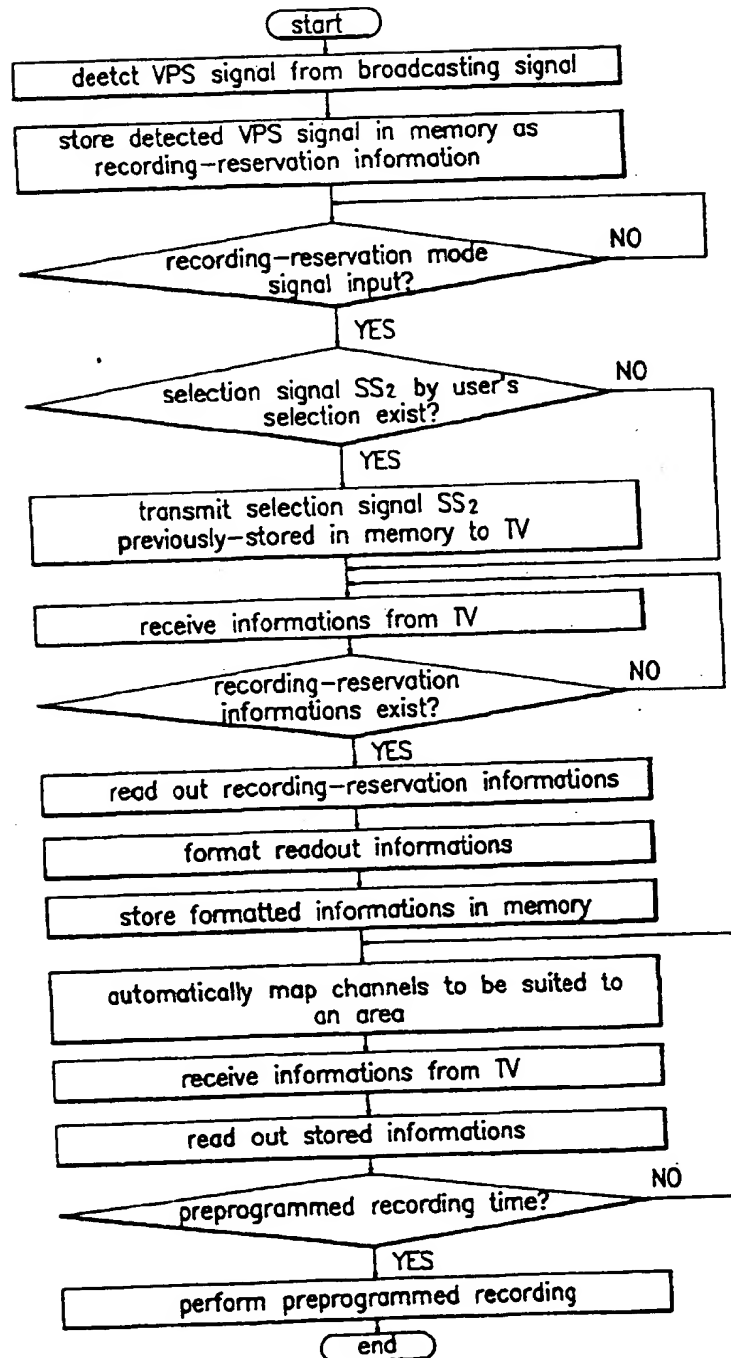 start
deetct VPS signal from broadcasting signal
store detected VPS signal in memory as
recording-reservation information
recording-reservation mode
signal input?
NO
YES
selection signal SS2 by user's
selection exist?
NO
YES
transmit selection signal SS2
previously-stored in memory to TV
receive informations from TV
recording-reservation
informations exist?
NO
YES
read out recording-reservation informations
format readout informations
store formatted informations in memory
automatically map channels to be suited to
an area
receive informations from TV
read out stored informations
preprogrammed recording time?
NO
YES
perform preprogrammed recording
end